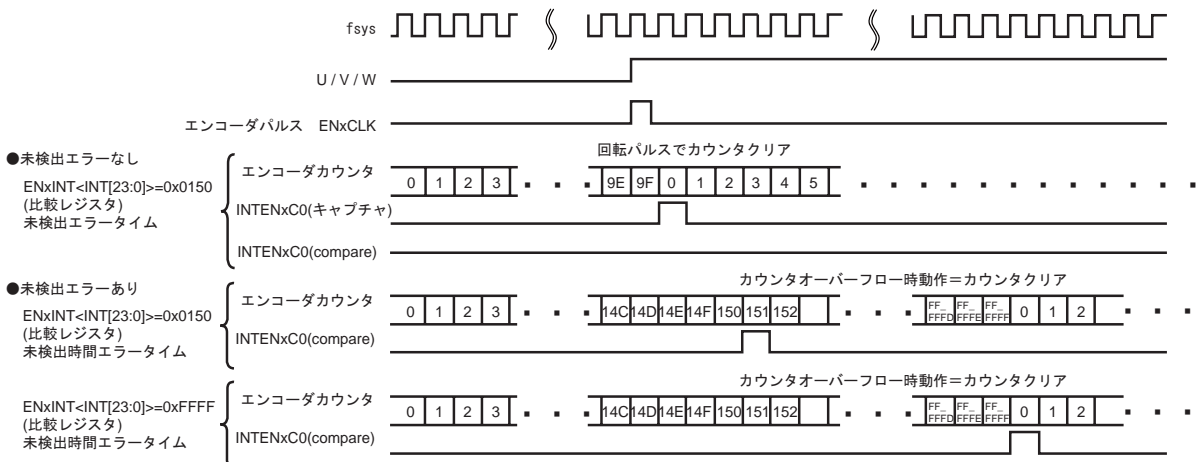 fsys
U / V / W
エンコーダパルス ENxCLK
●未検出エラーなし
ENxINT<INT[23:0]>=0x0150
(比較レジスタ)
未検出エラータイム
回転パルスでカウンタクリア
エンコーダカウンタ 0 1 2 3 ・ ・ ・ 9E 9F 0 1 2 3 4 5 ・ ・ ・ ・ ・ ・ ・ ・ ・ ・ ・ ・ ・ ・
INTENxC0(キャプチャ)
INTENxC0(compare)
●未検出エラーあり
ENxINT<INT[23:0]>=0x0150
(比較レジスタ)
未検出時間エラータイム
カウンタオーバーフロー時動作＝カウンタクリア
エンコーダカウンタ 0 1 2 3 ・ ・ ・ 14C 14D 14E 14F 150 151 152 ・ ・ ・ FF_FFFD FF_FFFE FF_FFFF 0 1 2 ・ ・ ・
INTENxC0(compare)
ENxINT<INT[23:0]>=0xFFFF
(比較レジスタ)
未検出時間エラータイム
カウンタオーバーフロー時動作＝カウンタクリア
エンコーダカウンタ 0 1 2 3 ・ ・ ・ 14C 14D 14E 14F 150 151 152 ・ ・ ・ FF_FFFD FF_FFFE FF_FFFF 0 1 2 ・ ・ ・
INTENxC0(compare)